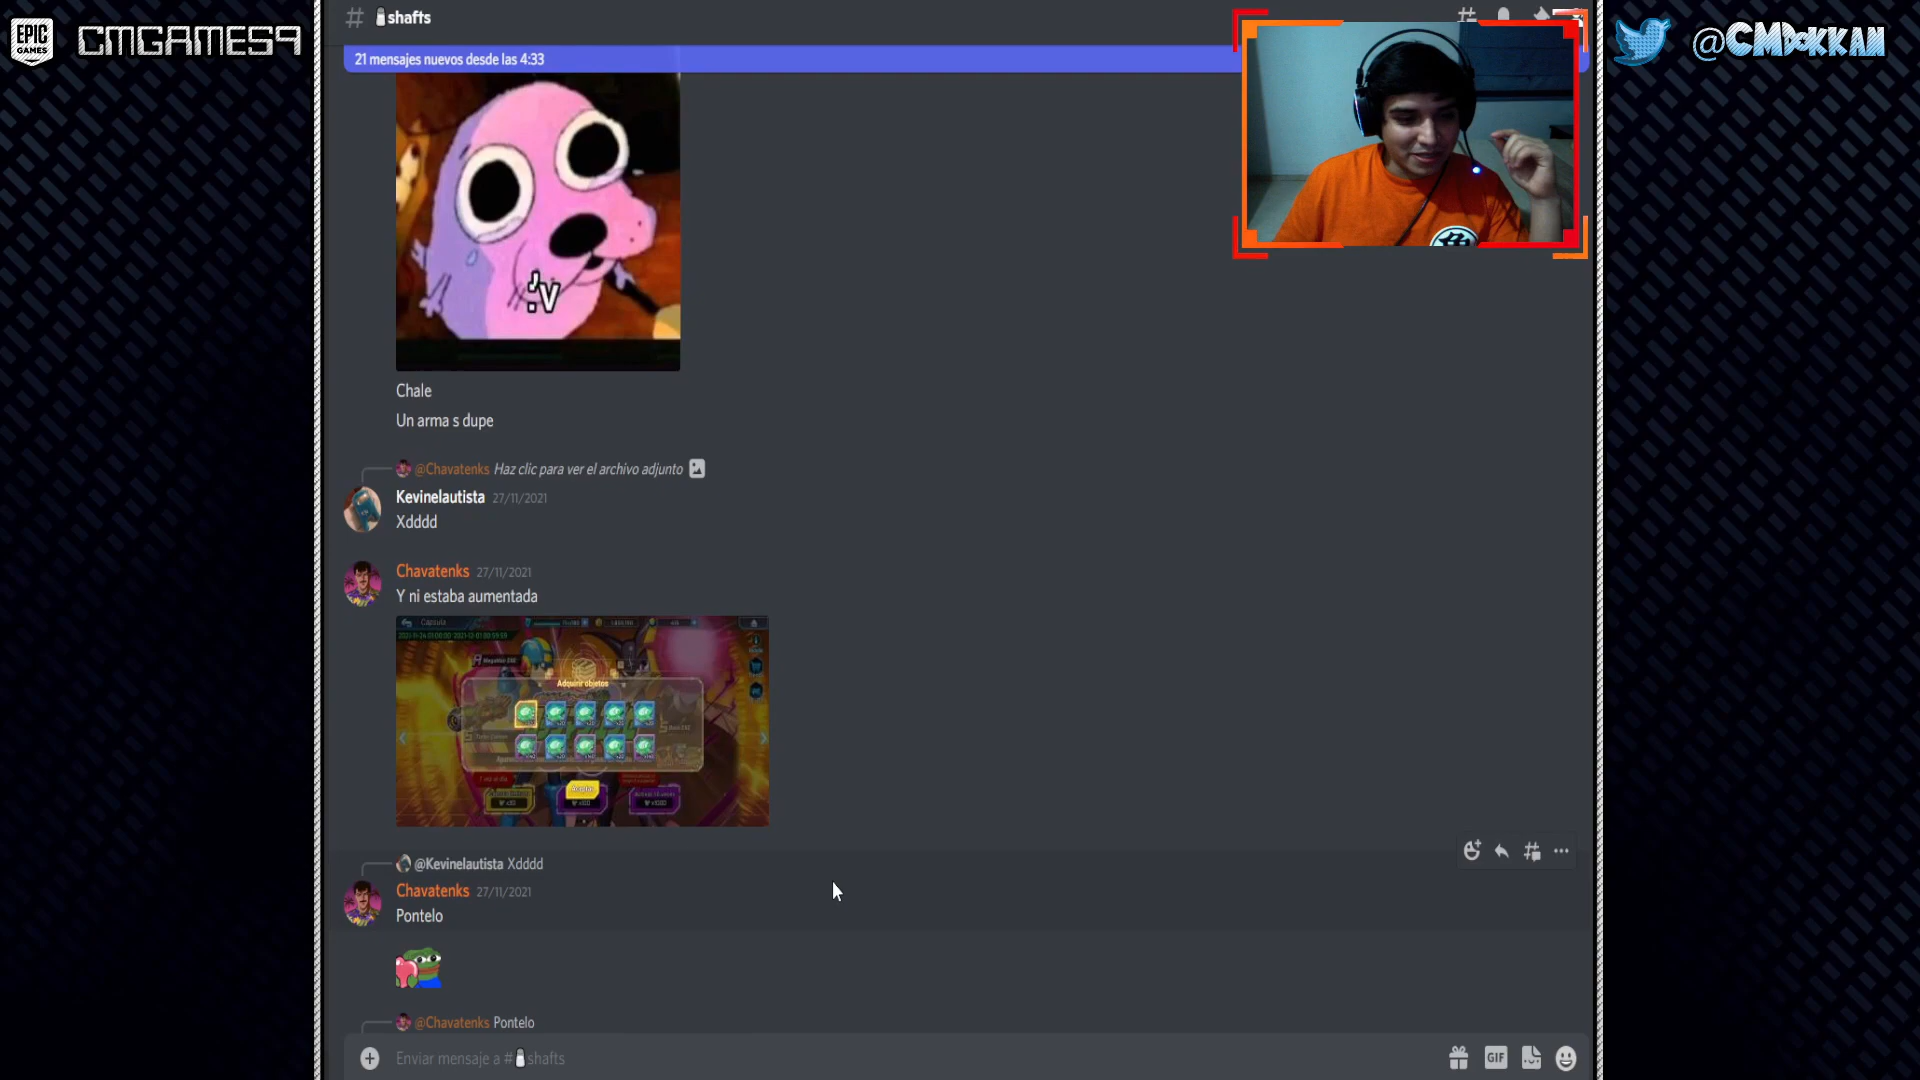 EPIC
GAMES
CMGAMES9
shafts
@CMDOKKAN
21 mensajes nuevos desde las 4:33
:'v
Chale
Un arma s dupe
@Chavatenks Haz clic para ver el archivo adjunto
Kevinelautista 27/11/2021
Xdddd
Chavatenks 27/11/2021
Y ni estaba aumentada
Cápsula
Adquirir objetos
@Kevinelautista Xdddd
Chavatenks 27/11/2021
Pontelo
@Chavatenks Pontelo
Enviar mensaje a # shafts
GIF